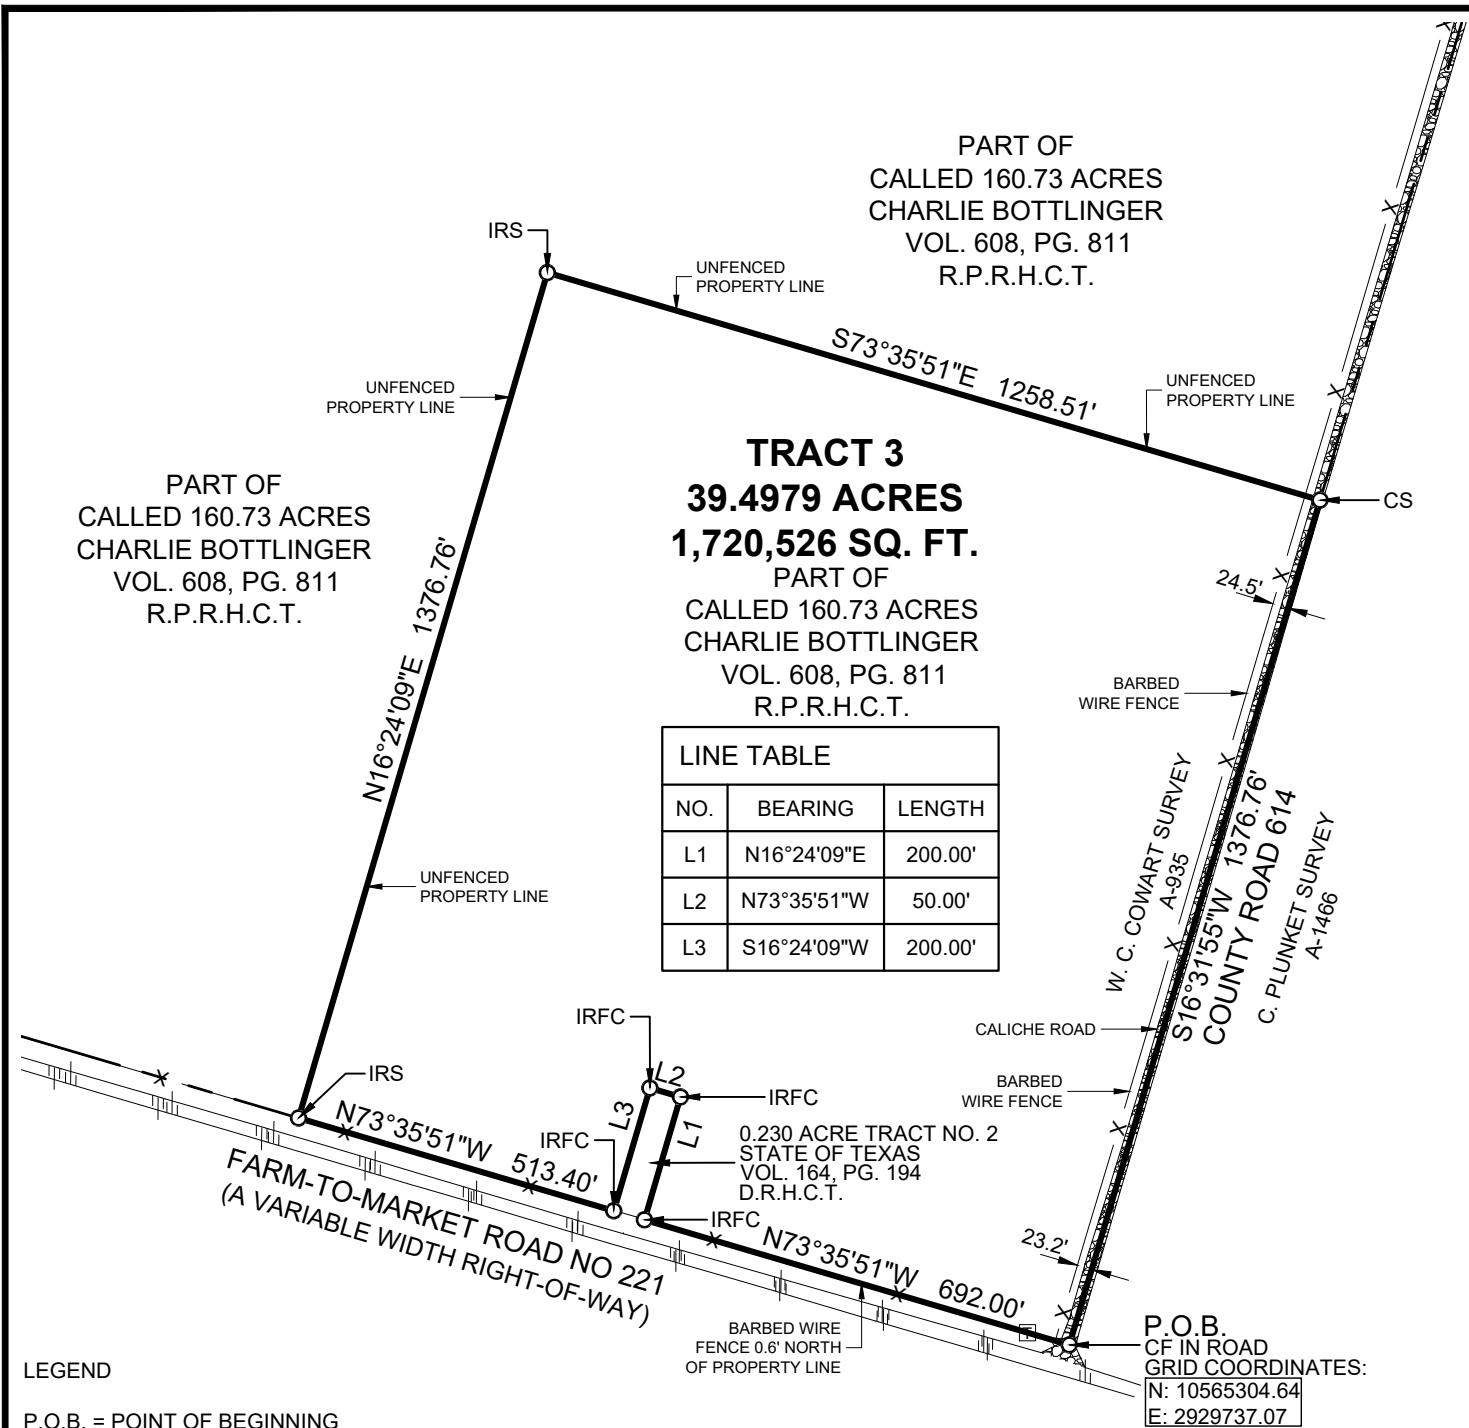 PART OF
CALLED 160.73 ACRES
CHARLIE BOTTLINGER
VOL. 608, PG. 811
R.P.R.H.C.T.
IRS
UNFENCED
PROPERTY LINE
S73°35'51"E 1258.51'
UNFENCED
PROPERTY LINE
UNFENCED
PROPERTY LINE
CS
PART OF
CALLED 160.73 ACRES
CHARLIE BOTTLINGER
VOL. 608, PG. 811
R.P.R.H.C.T.
N16°24'09"E 1376.76'
TRACT 3
39.4979 ACRES
1,720,526 SQ. FT.
PART OF
CALLED 160.73 ACRES
CHARLIE BOTTLINGER
VOL. 608, PG. 811
R.P.R.H.C.T.
24.5'
BARBED
WIRE FENCE
LINE TABLE
NO. BEARING LENGTH
L1 N16°24'09"E 200.00'
L2 N73°35'51"W 50.00'
L3 S16°24'09"W 200.00'
UNFENCED
PROPERTY LINE
W. C. COWART SURVEY
A-935
S16°31'55"W 1376.76'
COUNTY ROAD 614
C. PLUNKET SURVEY
A-1466
CALICHE ROAD
BARBED
WIRE FENCE
IRFC
L2
IRFC
L3
L1
IRS
IRFC
N73°35'51"W 513.40'
0.230 ACRE TRACT NO. 2
STATE OF TEXAS
VOL. 164, PG. 194
D.R.H.C.T.
IRFC
FARM-TO-MARKET ROAD NO 221
(A VARIABLE WIDTH RIGHT-OF-WAY)
N73°35'51"W 692.00'
23.2'
T
BARBED WIRE
FENCE 0.6' NORTH
OF PROPERTY LINE
P.O.B.
CF IN ROAD
GRID COORDINATES:
N: 10565304.64
E: 2929737.07
LEGEND
P.O.B. = POINT OF BEGINNING